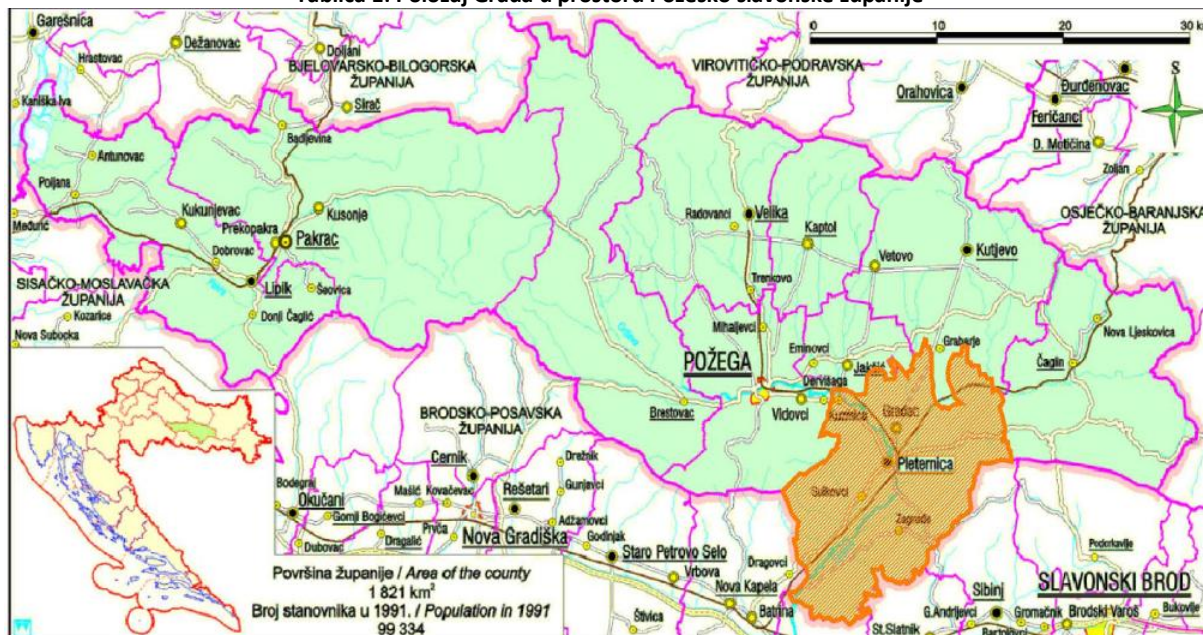 Tablica 1: Položaj Grada u prostoru Požeško-slavonske županije
Garešnica
Dežanovac
Hrastovac
Doljani
BJELOVARSKO-BILOGORSKA
ŽUPANIJA
Kaniška Iva
Sirač
VIROVITIČKO-PODRAVSKA
ŽUPANIJA
0
10
20
30
S
Orahovica
Đurđenovac
Feričanci
D. Motičina
Zoljan
OSJEČKO-BARANJSKA
ŽUPANIJA
Badljevina
Antunovac
Poljana
Međurić
Kukunjevac
Kusonje
Prekopakra
Pakrac
Dobrovac
Lipik
Šeovica
Donji Čaglić
SISAČKO-MOSLAVAČKA
ŽUPANIJA
Kozarice
Nova Subocka
Radovanci
Velika
Kaptol
Vetovo
Kutjevo
Trenkovo
Mihaljevci
Nova Ljeskovica
Grabarje
Čaglin
POŽEGA
Eminovci
Jakšić
Dervišaga
Brestovac
Vidovci
Kuzmica
Gradac
Pleternica
Sulkovci
Zagrađe
BRODSKO-POSAVSKA
ŽUPANIJA
Cernik
Drežnik
Bodegraj
Okučani
Gornji Bogićevci
Mašić
Kovačevac
Rešetari
Gunjavci
Prvča
Adžamovci
Dubovac
Dragalić
Nova Gradiška
Godinjak
Staro Petrovo Selo
Dragovci
Vrbova
Nova Kapela
Batrina
Štivica
Podcrkavlje
SLAVONSKI BROD
Sibinj
G.Andrijevci
Gromačnik
Brodski Varoš
Bukovlje
St.Slatnik
Bartolovci
Površina županije / Area of the county
1 821 km²
Broj stanovnika u 1991. / Population in 1991
99 334